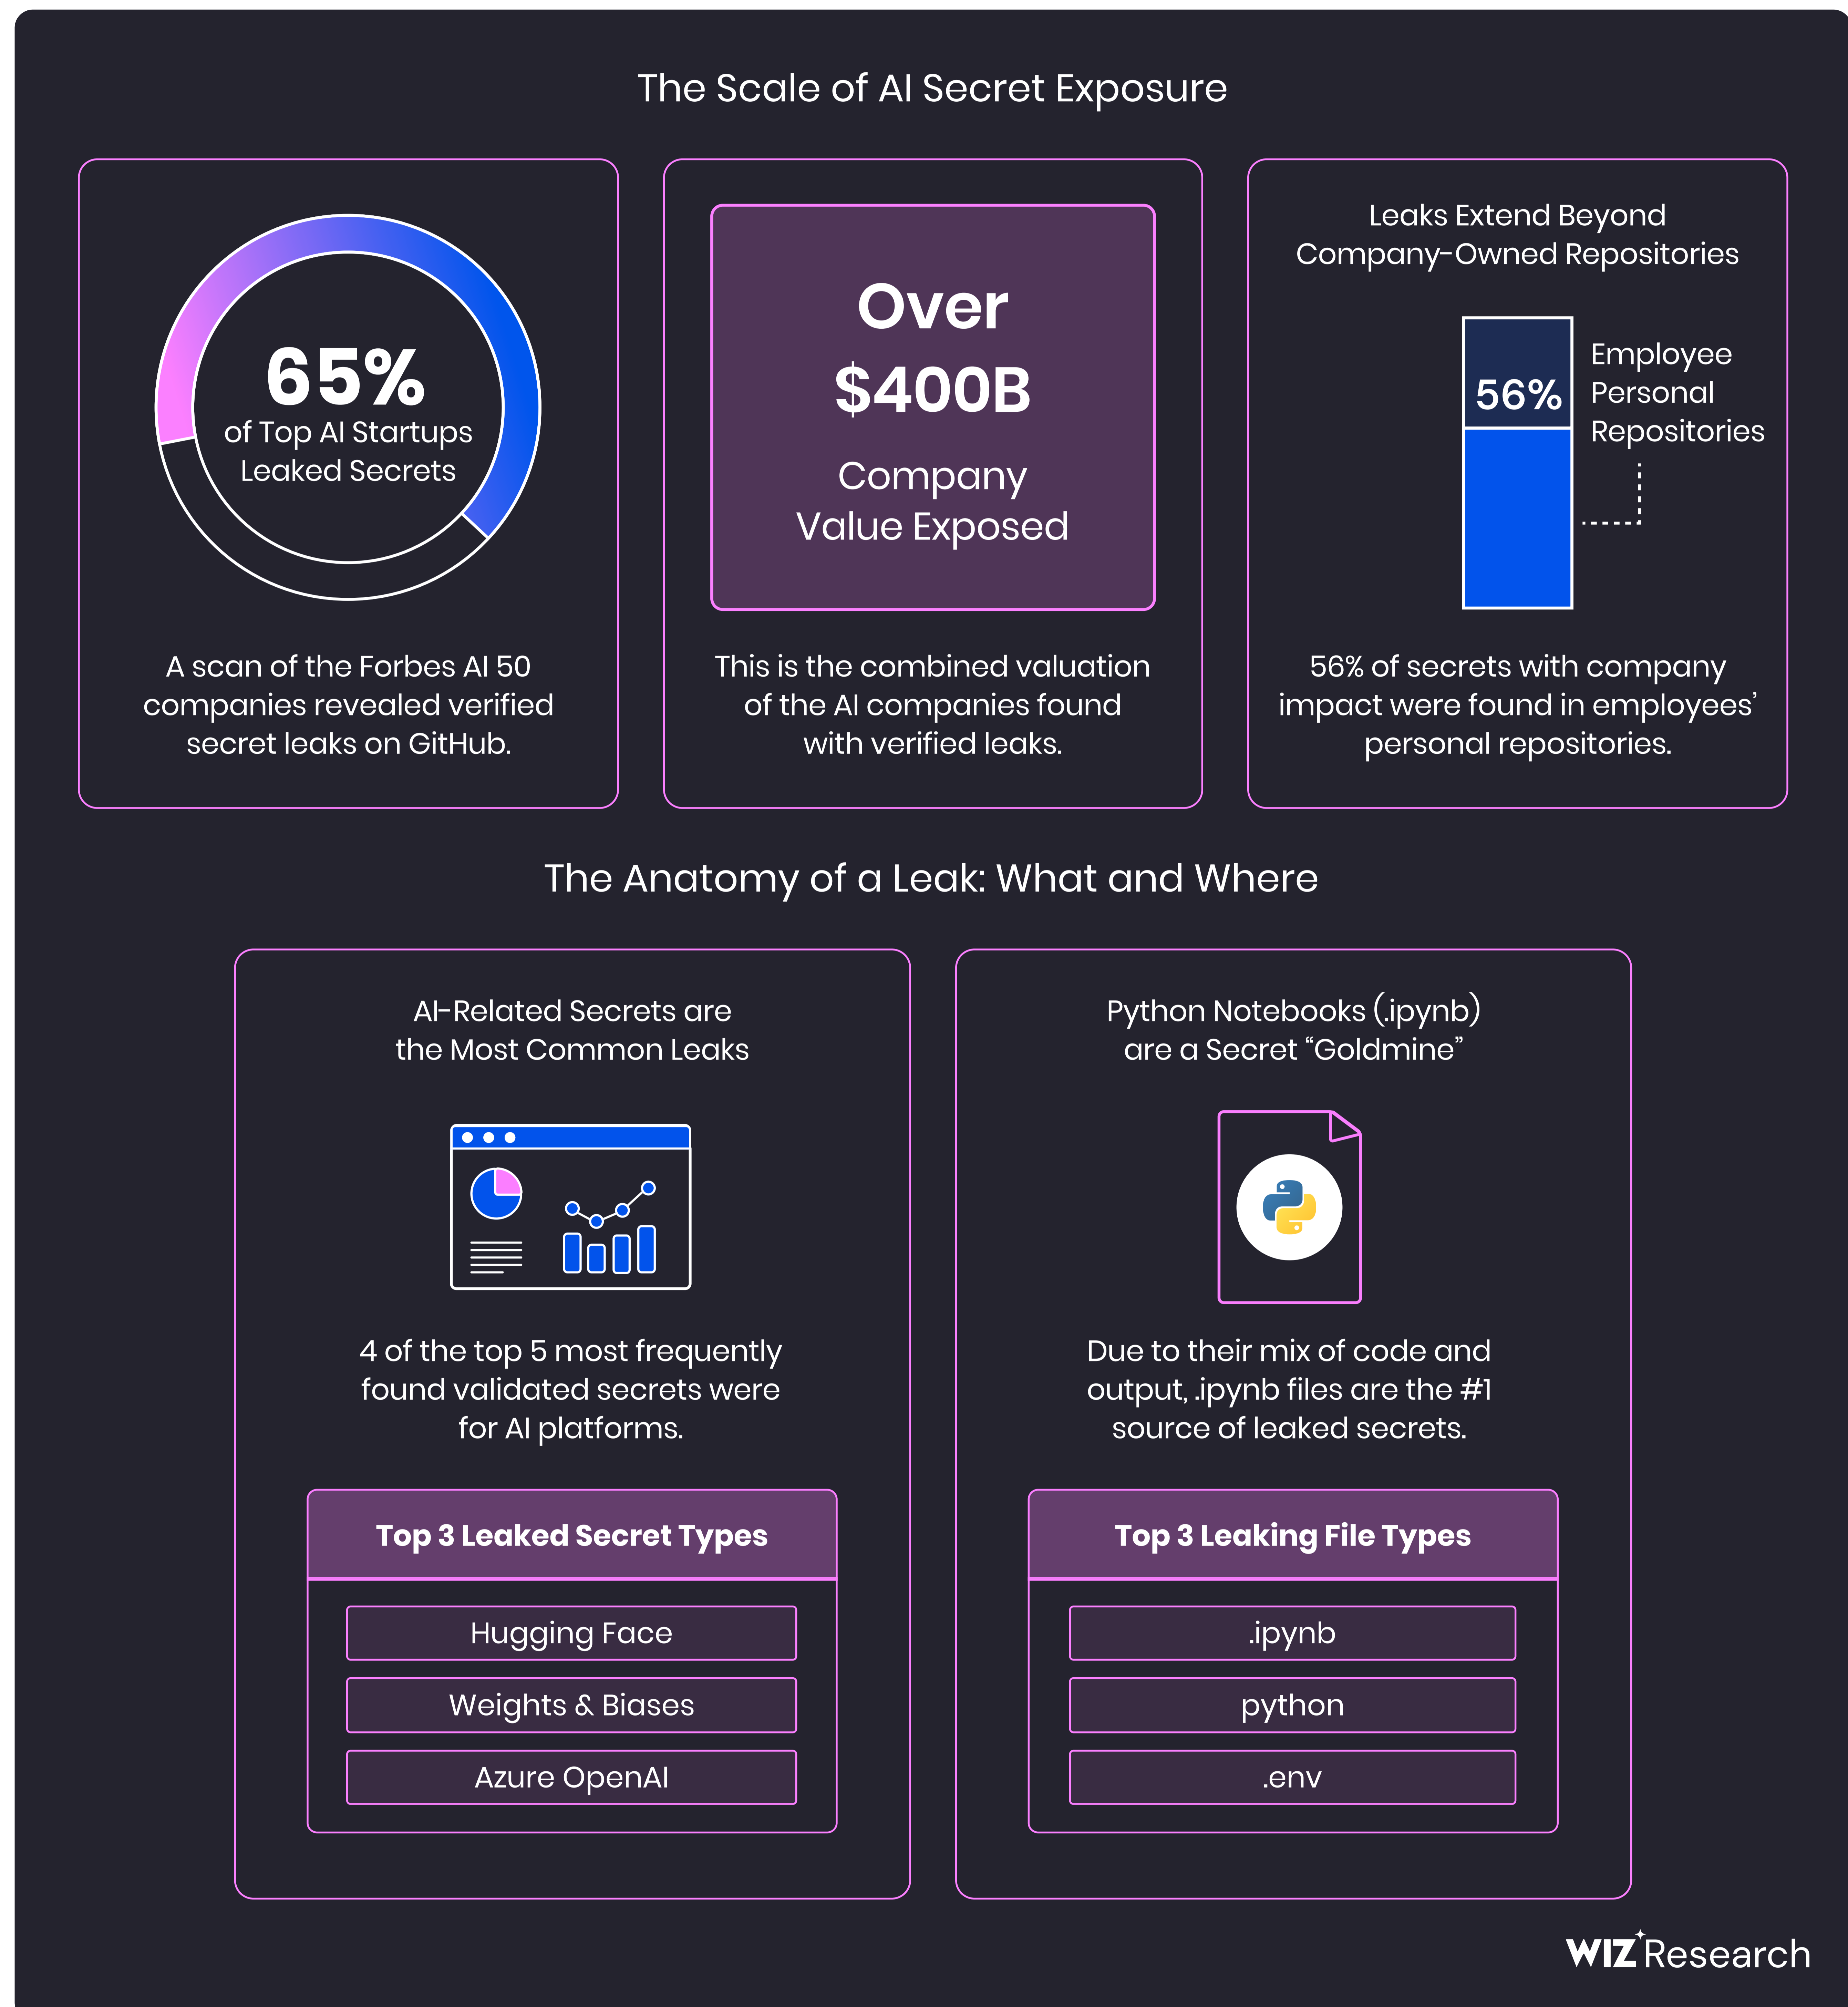 The Scale of AI Secret Exposure
65%
of Top AI Startups
Leaked Secrets
A scan of the Forbes AI 50
companies revealed verified
secret leaks on GitHub.
Over
$400B
Company
Value Exposed
This is the combined valuation
of the AI companies found
with verified leaks.
Leaks Extend Beyond
Company-Owned Repositories
56%
Employee
Personal
Repositories
56% of secrets with company
impact were found in employees’
personal repositories.
The Anatomy of a Leak: What and Where
AI-Related Secrets are
the Most Common Leaks
4 of the top 5 most frequently
found validated secrets were
for AI platforms.
Top 3 Leaked Secret Types
Hugging Face
Weights & Biases
Azure OpenAI
Python Notebooks (.ipynb)
are a Secret “Goldmine”
Due to their mix of code and
output, .ipynb files are the #1
source of leaked secrets.
Top 3 Leaking File Types
.ipynb
python
.env
WIZ Research